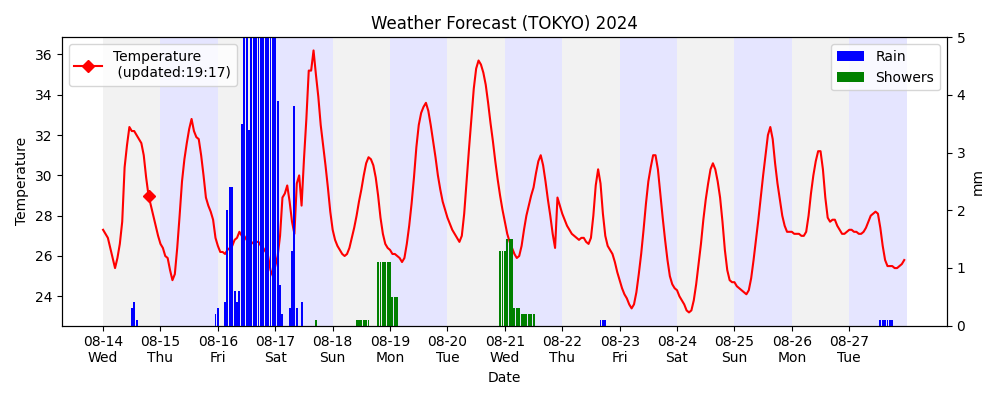 Weather Forecast (TOKYO) 2024
Temperature
(updated:19:17)
Rain
Showers
Temperature
36
34
32
30
28
26
24
5
4
3
2
1
0
mm
08-14 08-15 08-16 08-17 08-18 08-19 08-20 08-21 08-22 08-23 08-24 08-25 08-26 08-27
Wed Thu Fri Sat Sun Mon Tue Wed Thu Fri Sat Sun Mon Tue
Date